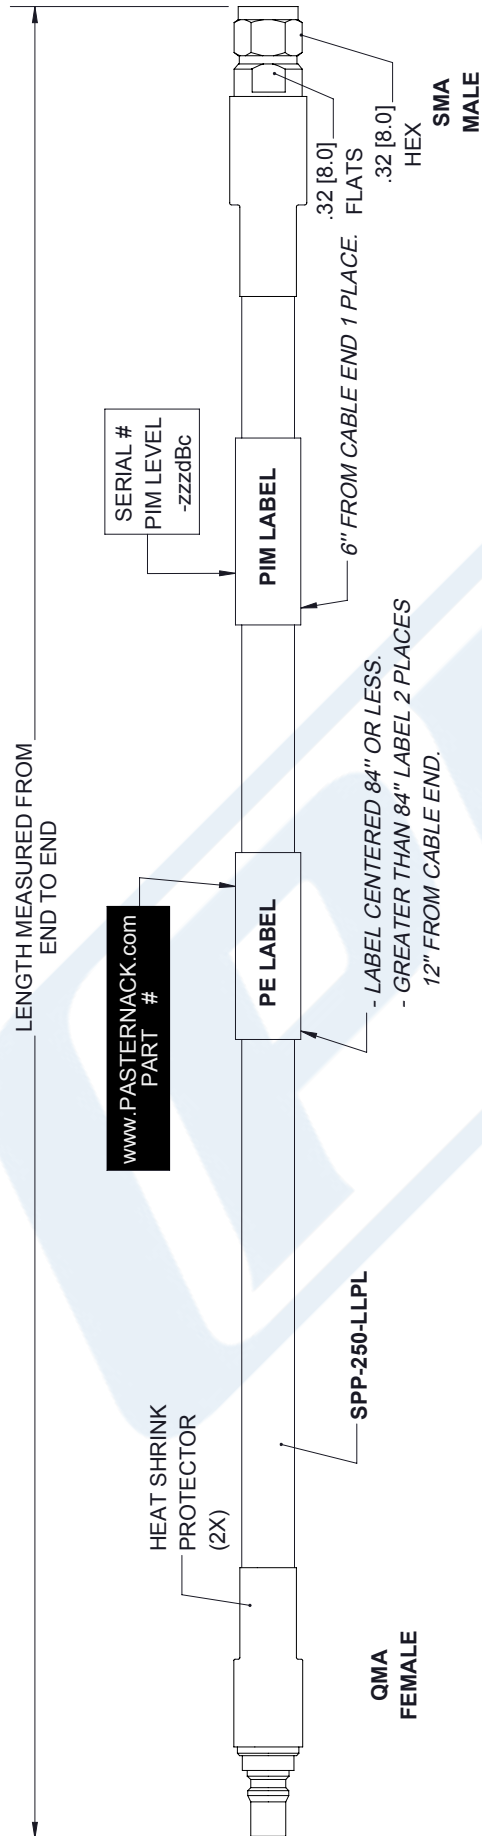 LENGTH MEASURED FROM
END TO END
HEAT SHRINK
PROTECTOR
(2X)
www.PASTERNACK.com
PART #
SERIAL #
PIM LEVEL
-zzzdBc
PE LABEL
PIM LABEL
.32 [8.0]
FLATS
.32 [8.0]
HEX
SMA
MALE
6" FROM CABLE END 1 PLACE.
- LABEL CENTERED 84" OR LESS.
- GREATER THAN 84" LABEL 2 PLACES
12" FROM CABLE END.
SPP-250-LLPL
QMA
FEMALE